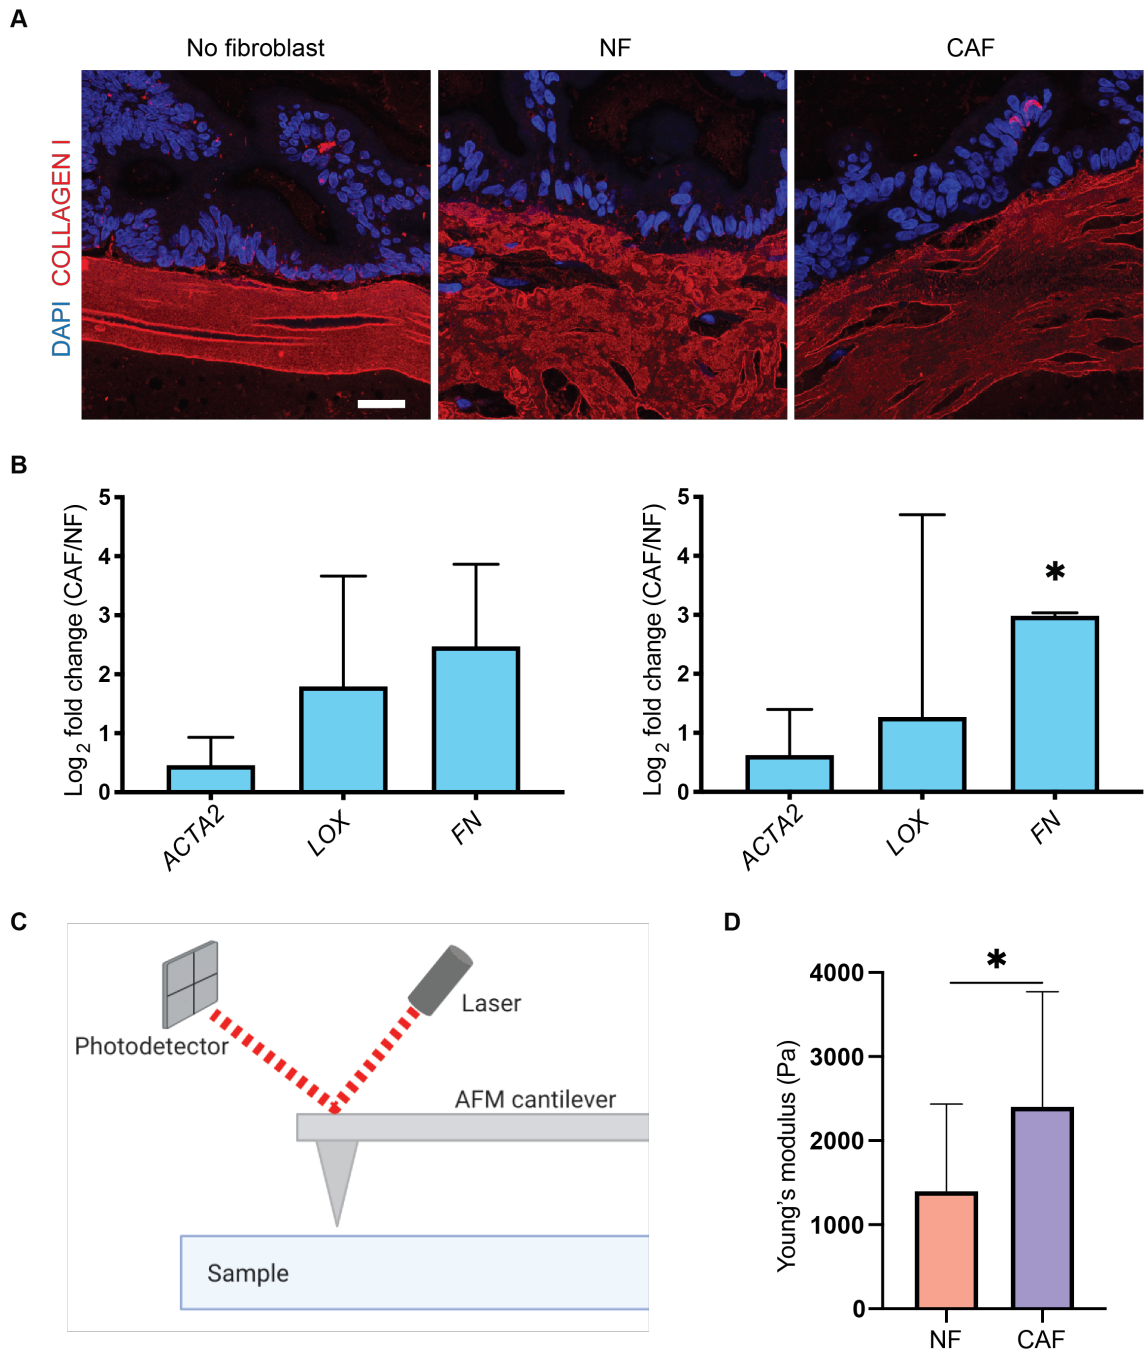 A
No fibroblast
NF
CAF
DAPI COLLAGEN I
B
Log2 fold change (CAF/NF)
5
4
3
2
1
0
ACTA2
LOX
FN
Log2 fold change (CAF/NF)
5
4
3
2
1
0
*
ACTA2
LOX
FN
C
Photodetector
Laser
AFM cantilever
Sample
D
Young's modulus (Pa)
4000
3000
2000
1000
0
*
NF
CAF